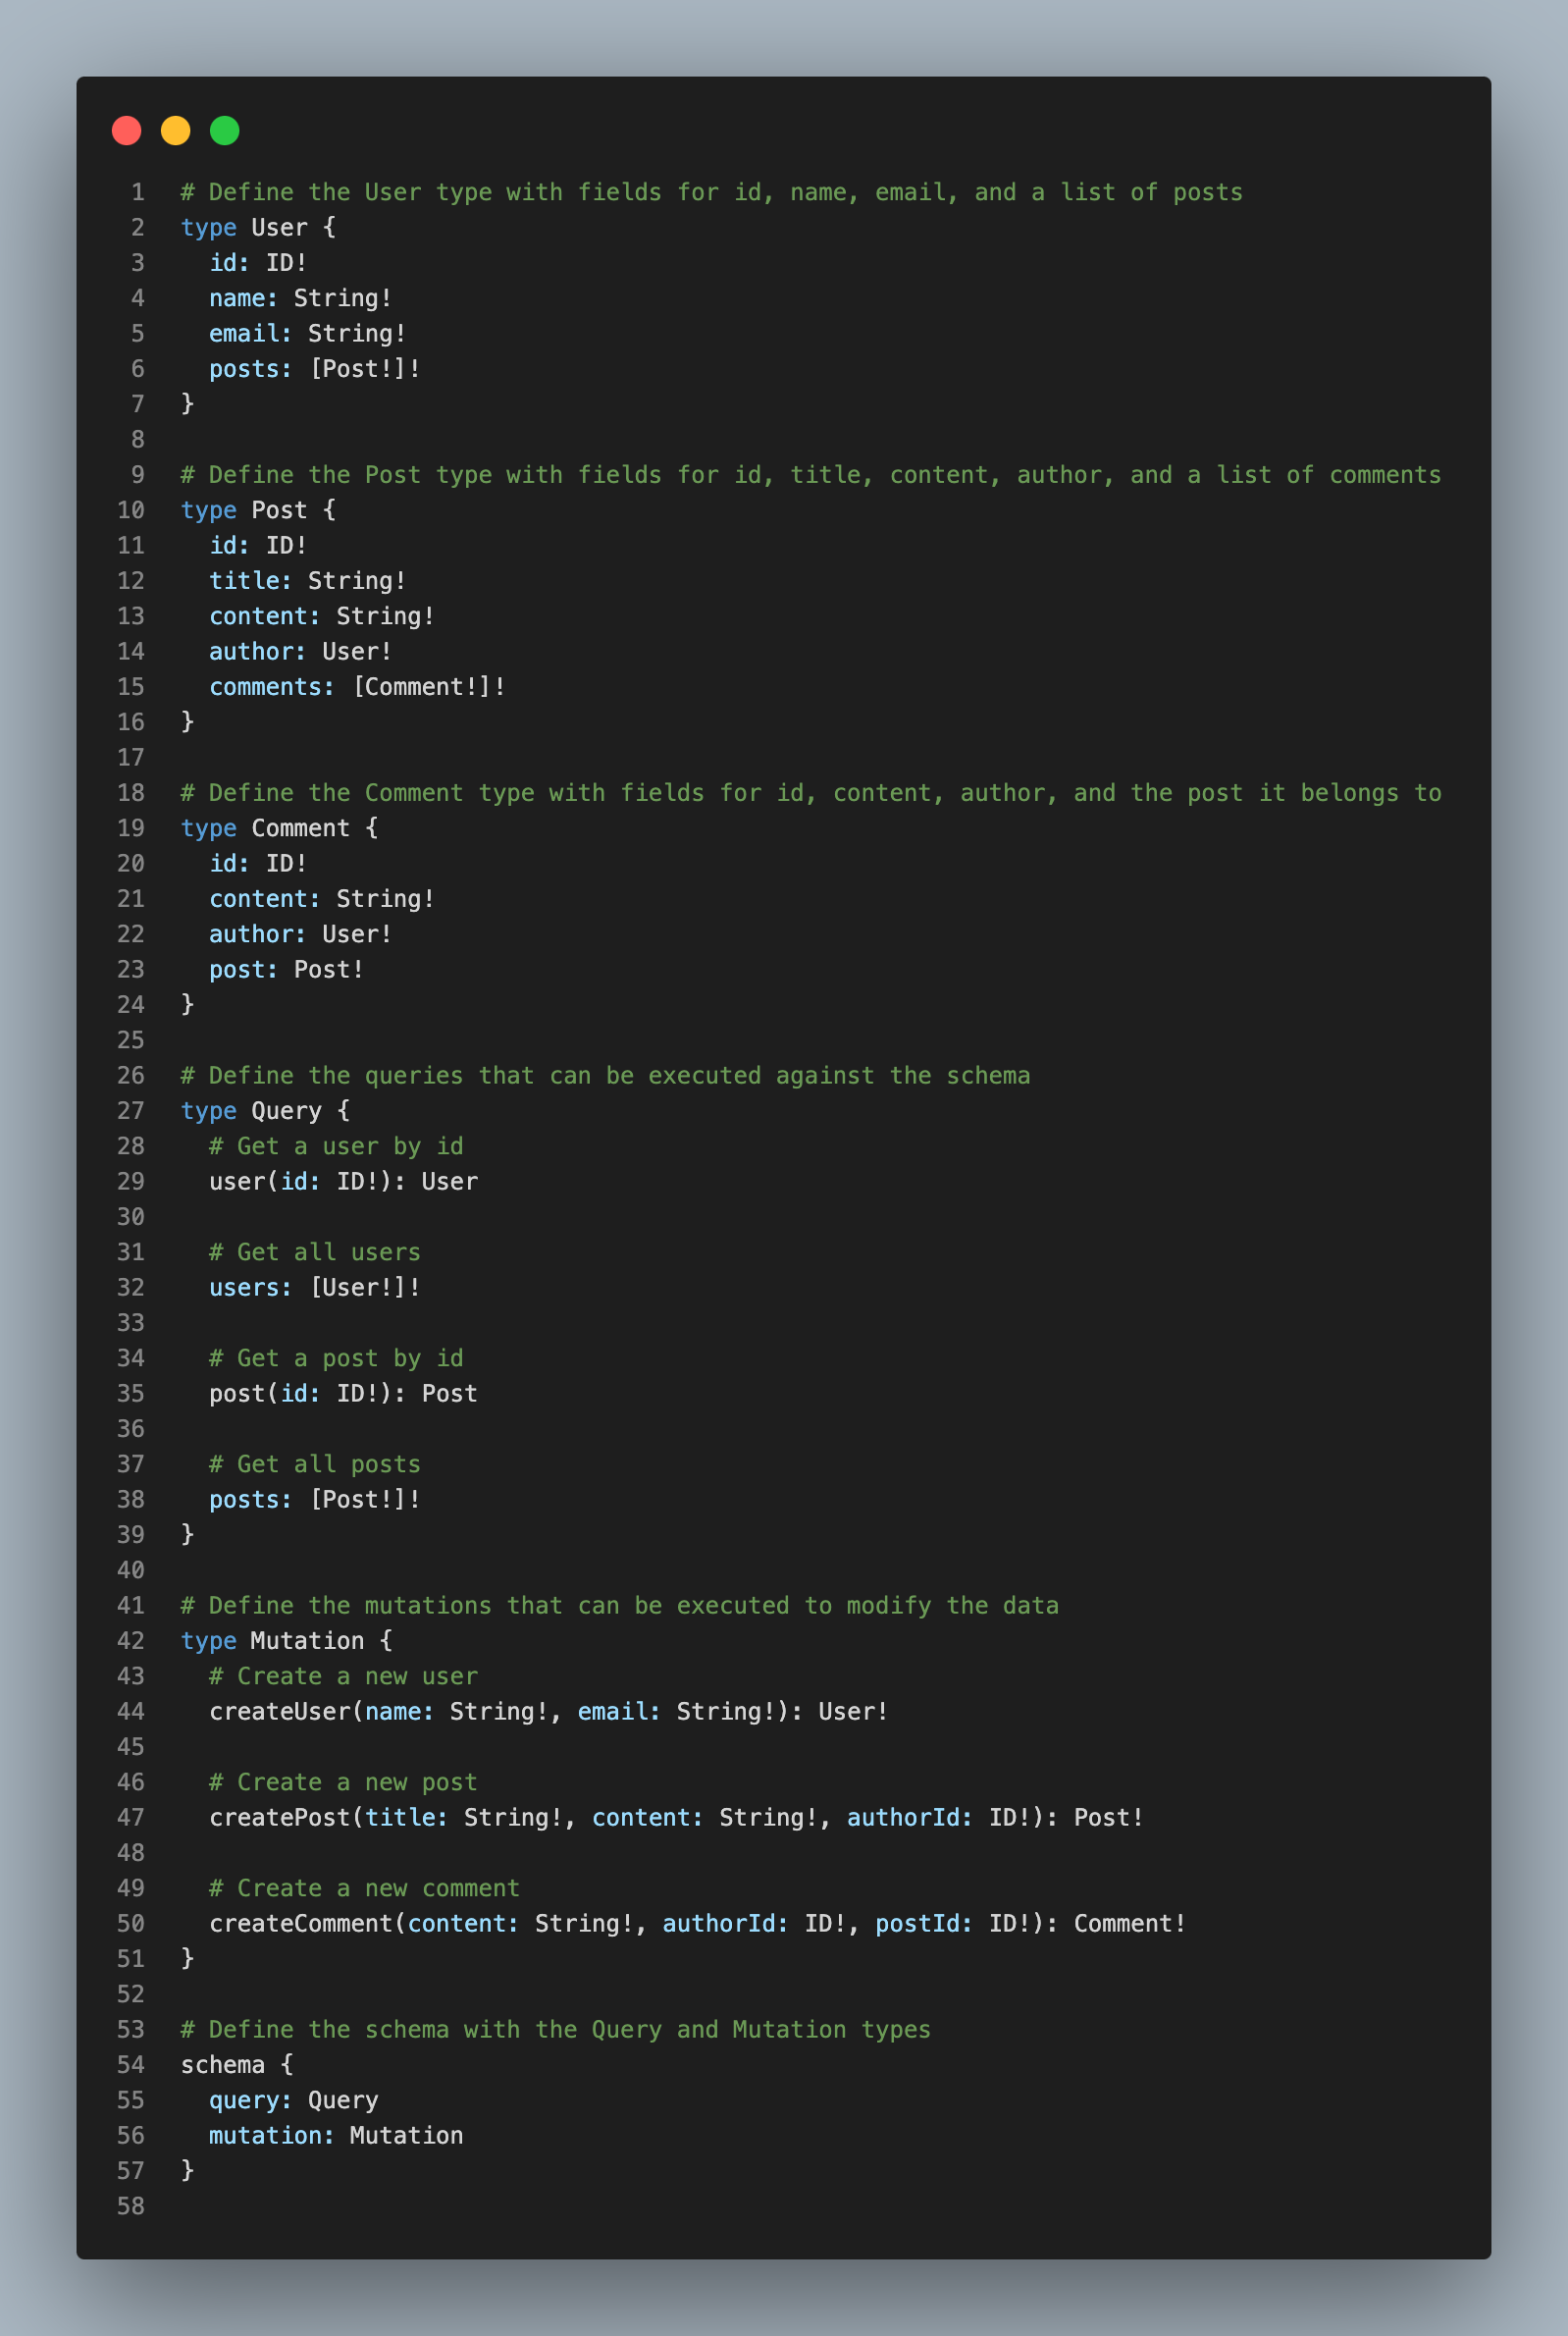 1 # Define the User type with fields for id, name, email, and a list of posts
2 type User {
3   id: ID!
4   name: String!
5   email: String!
6   posts: [Post!]!
7 }
8
9 # Define the Post type with fields for id, title, content, author, and a list of comments
10 type Post {
11   id: ID!
12   title: String!
13   content: String!
14   author: User!
15   comments: [Comment!]!
16 }
17
18 # Define the Comment type with fields for id, content, author, and the post it belongs to
19 type Comment {
20   id: ID!
21   content: String!
22   author: User!
23   post: Post!
24 }
25
26 # Define the queries that can be executed against the schema
27 type Query {
28   # Get a user by id
29   user(id: ID!): User
30
31   # Get all users
32   users: [User!]!
33
34   # Get a post by id
35   post(id: ID!): Post
36
37   # Get all posts
38   posts: [Post!]!
39 }
40
41 # Define the mutations that can be executed to modify the data
42 type Mutation {
43   # Create a new user
44   createUser(name: String!, email: String!): User!
45
46   # Create a new post
47   createPost(title: String!, content: String!, authorId: ID!): Post!
48
49   # Create a new comment
50   createComment(content: String!, authorId: ID!, postId: ID!): Comment!
51 }
52
53 # Define the schema with the Query and Mutation types
54 schema {
55   query: Query
56   mutation: Mutation
57 }
58